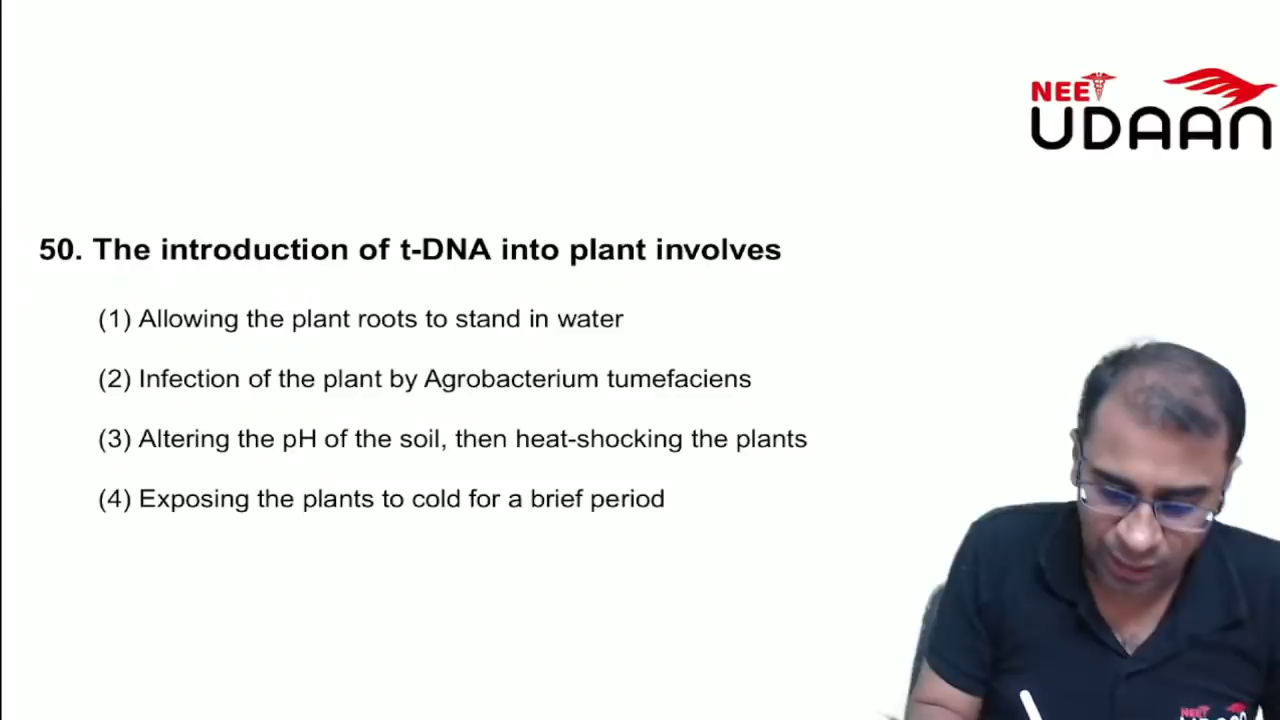 NEET
UDAAN
50. The introduction of t-DNA into plant involves
(1) Allowing the plant roots to stand in water
(2) Infection of the plant by Agrobacterium tumefaciens
(3) Altering the pH of the soil, then heat-shocking the plants
(4) Exposing the plants to cold for a brief period
NEET